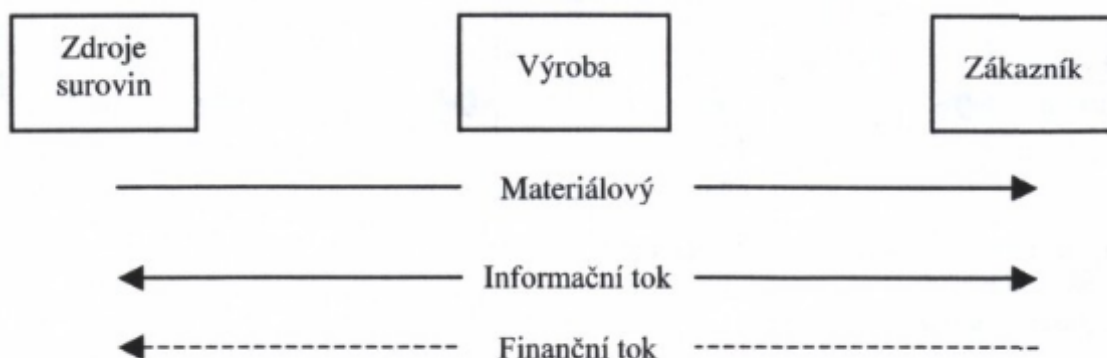 Zdroje
surovin
Výroba
Zákazník
Materiálový
Informační tok
Finanční tok